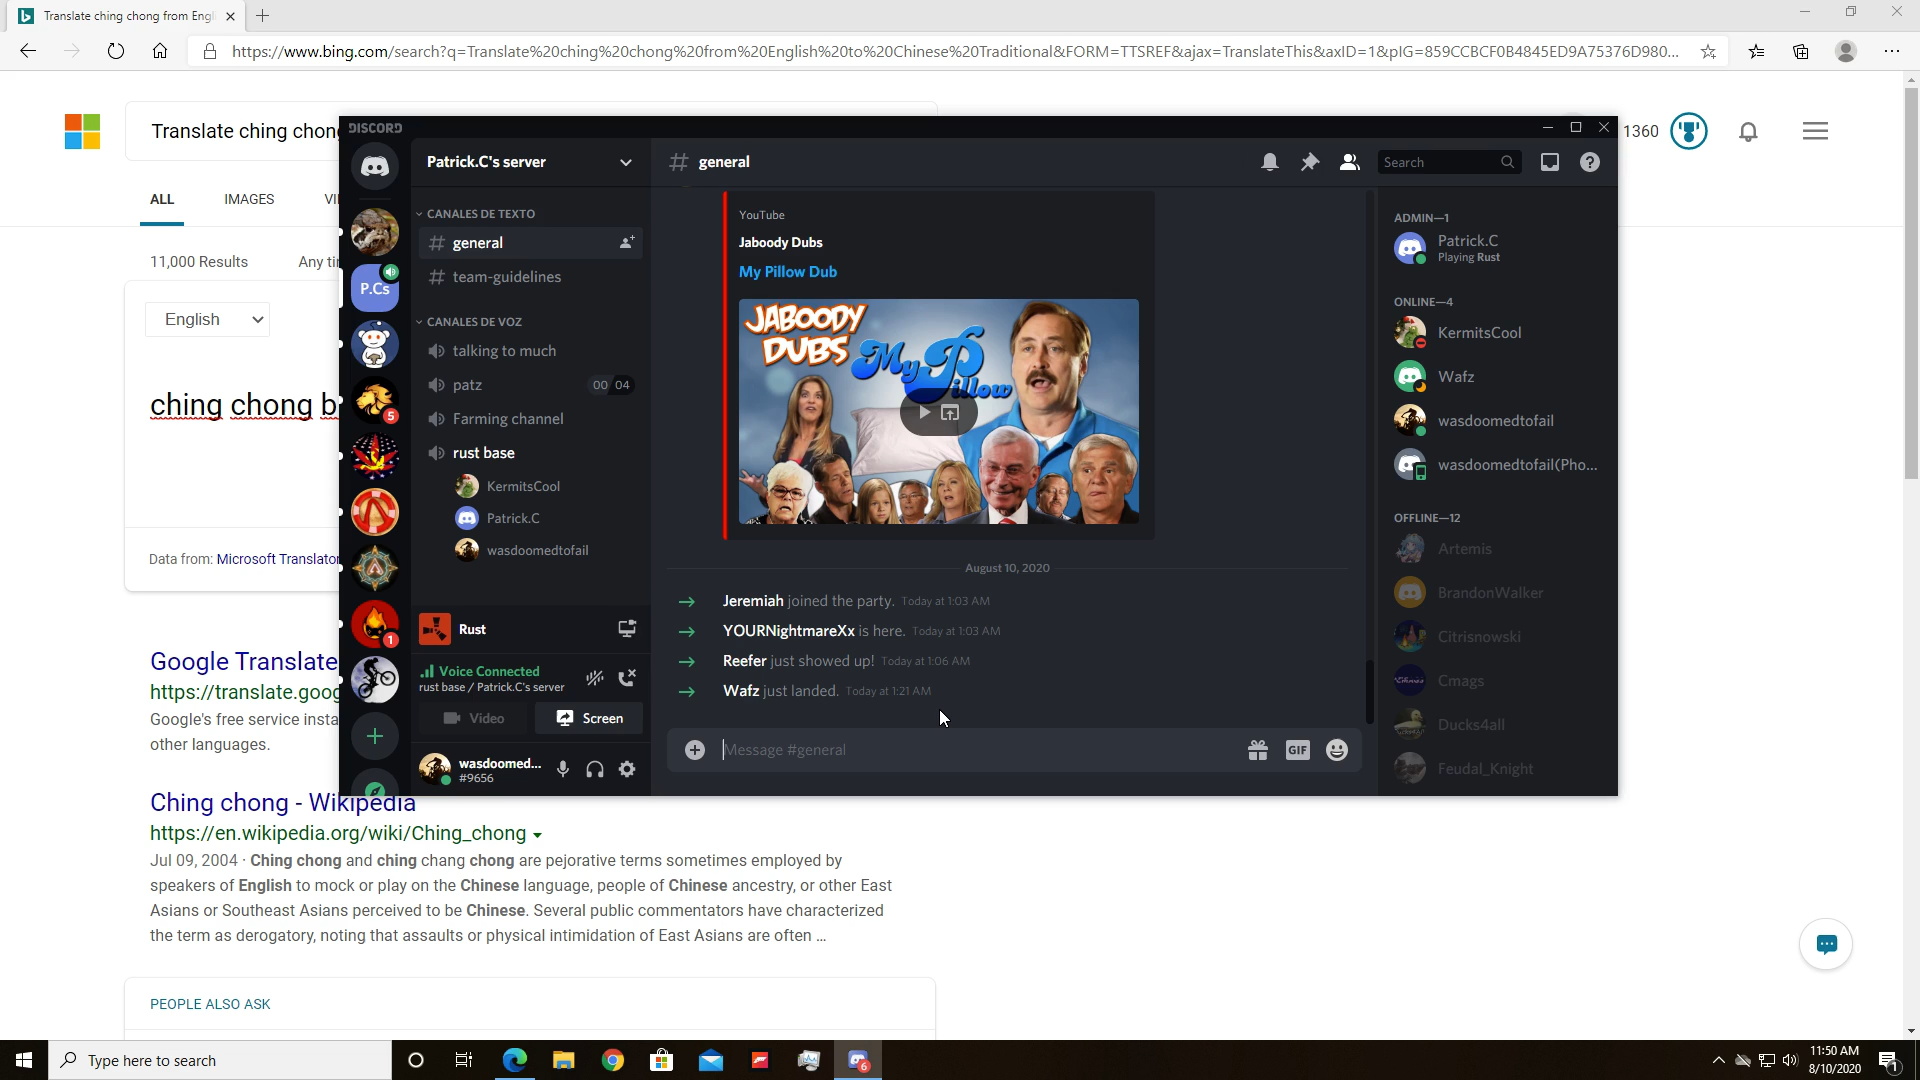 Translate ching chong from Engl
https://www.bing.com/search?q=Translate%20ching%20chong%20from%20English%20to%20Chinese%20Traditional&FORM=TTSREF&ajax=TranslateThis&axID=1&pIG=859CCBCF0B4845ED9A75376D980...
Translate ching chong
1360
ALL IMAGES VI
11,000 Results Any ti
English
ching chong b
Data from: Microsoft Translator
Google Translate
https://translate.goog
Google's free service insta
other languages.
Ching chong - Wikipedia
https://en.wikipedia.org/wiki/Ching_chong
Jul 09, 2004 · Ching chong and ching chang chong are pejorative terms sometimes employed by
speakers of English to mock or play on the Chinese language, people of Chinese ancestry, or other East
Asians or Southeast Asians perceived to be Chinese. Several public commentators have characterized
the term as derogatory, noting that assaults or physical intimidation of East Asians are often ...
PEOPLE ALSO ASK
DISCORD
P.Cs
5
1
Patrick.C's server
CANALES DE TEXTO
# general
# team-guidelines
CANALES DE VOZ
talking to much
patz 00 04
Farming channel
rust base
KermitsCool
Patrick.C
wasdoomedtofail
Rust
Voice Connected
rust base / Patrick.C's server
Video Screen
wasdoomed...
#9656
# general
Search
YouTube
Jaboody Dubs
My Pillow Dub
JABOODY
DUBS
My Pillow
August 10, 2020
Jeremiah joined the party. Today at 1:03 AM
YOURNightmareXx is here. Today at 1:03 AM
Reefer just showed up! Today at 1:06 AM
Wafz just landed. Today at 1:21 AM
Message #general
GIF
ADMIN—1
Patrick.C
Playing Rust
ONLINE—4
KermitsCool
Wafz
wasdoomedtofail
wasdoomedtofail(Pho...
OFFLINE—12
Artemis
BrandonWalker
Citrisnowski
Cmags
Ducks4all
Feudal_Knight
Type here to search
6
11:50 AM
8/10/2020
1